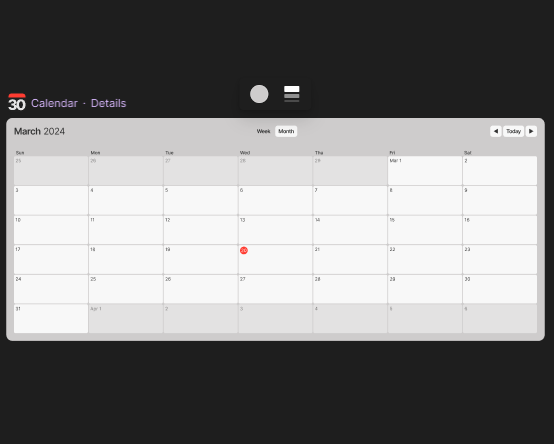 30 Calendar · Details
March 2024 Week Month ◀ Today ▶
Sun Mon Tue Wed Thu Fri Sat
25 26 27 28 29 Mar 1 2
3 4 5 6 7 8 9
10 11 12 13 14 15 16
17 18 19 20 21 22 23
24 25 26 27 28 29 30
31 Apr 1 2 3 4 5 6